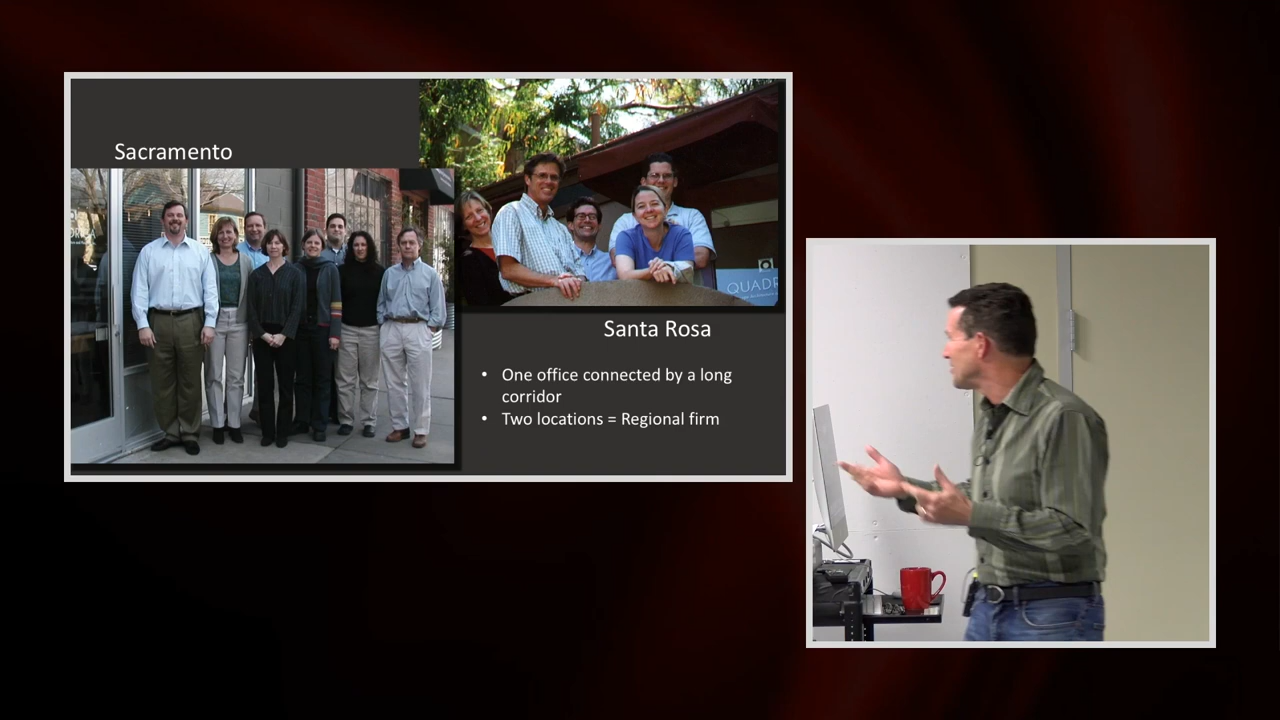 Sacramento
QUADR
Santa Rosa
• One office connected by a long
corridor
• Two locations = Regional firm